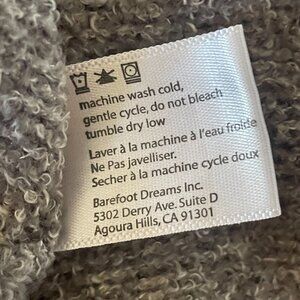 machine wash cold,
gentle cycle, do not bleach
tumble dry low
Laver à la machine à l'eau froide
Ne Pas javelliser.
Secher à la machine cycle doux
Barefoot Dreams Inc.
5302 Derry Ave. Suite D
Agoura Hills, CA 91301